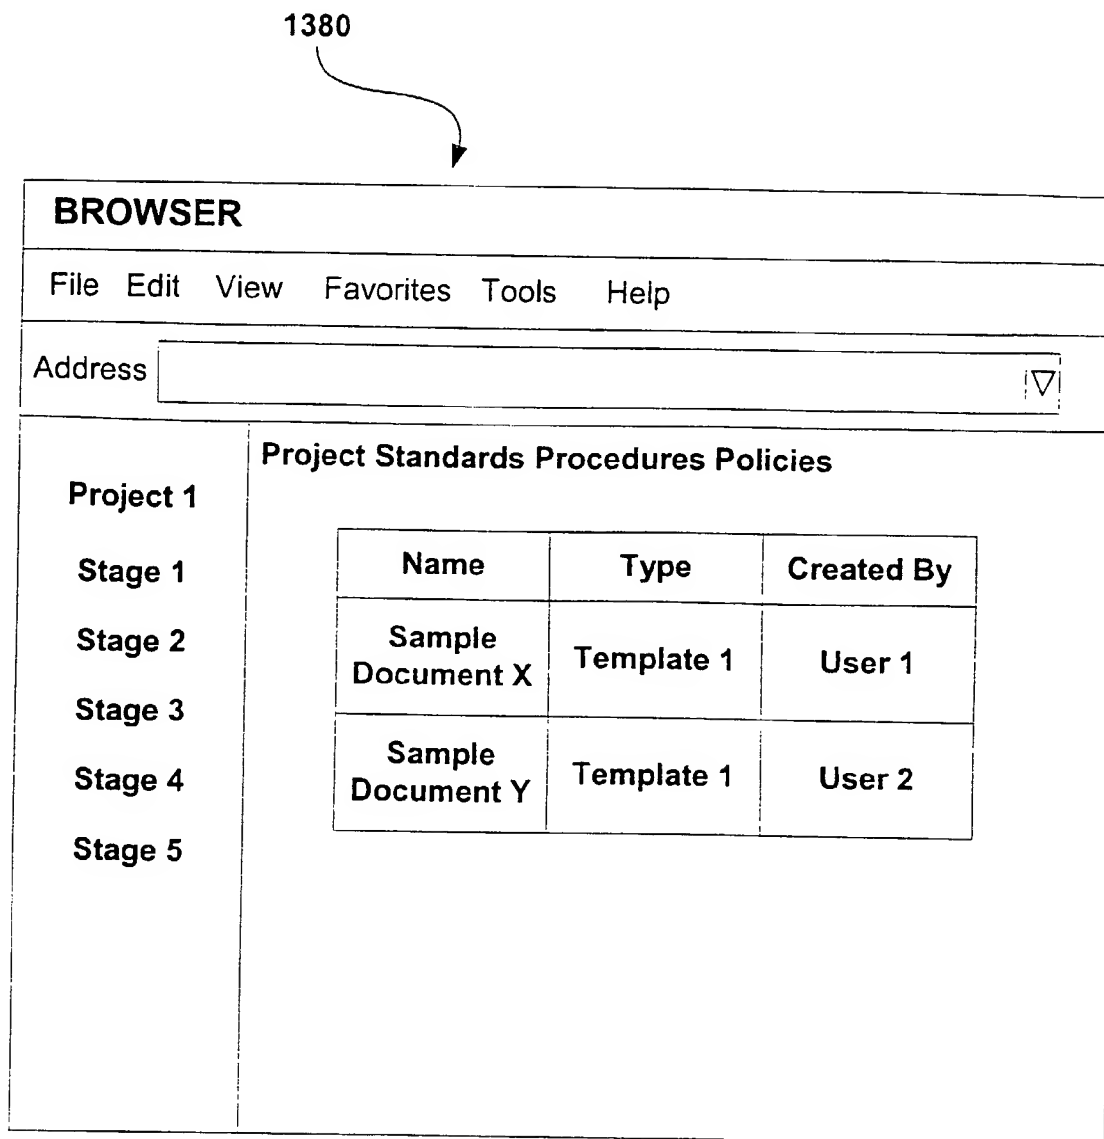 1380
BROWSER
File Edit View Favorites Tools Help
Address
Project Standards Procedures Policies
Project 1
Stage 1
Stage 2
Stage 3
Stage 4
Stage 5
Name Type Created By
Sample
Document X
Template 1
User 1
Sample
Document Y
Template 1
User 2